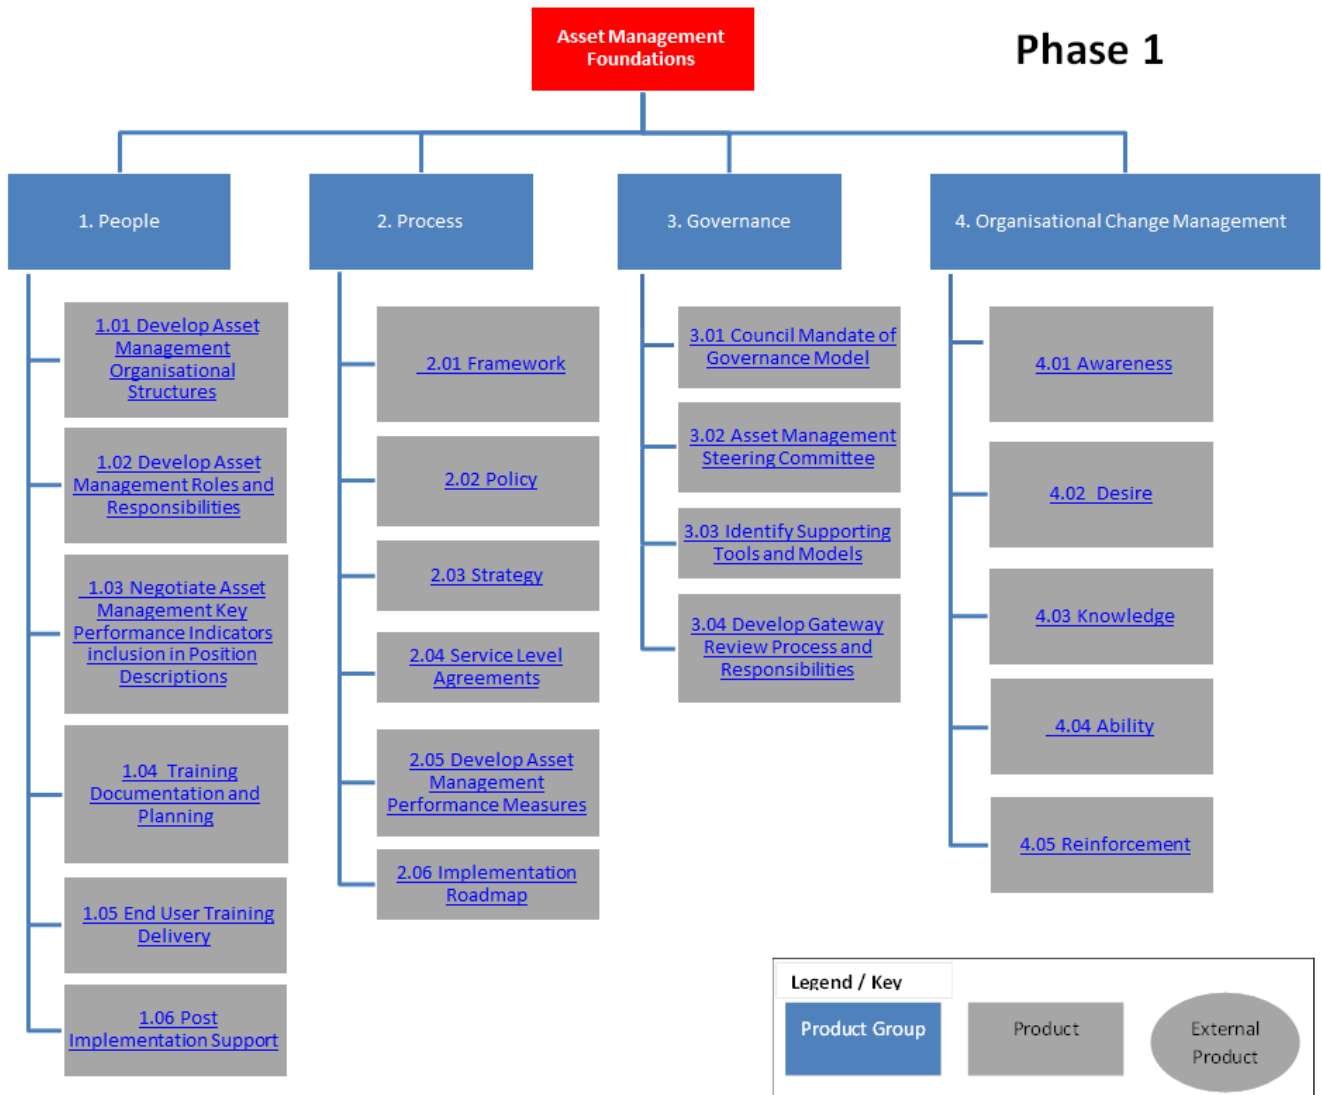 Asset Management
Foundations
Phase 1
1. People
2. Process
3. Governance
4. Organisational Change Management
1.01 Develop Asset
Management
Organisational
Structures
1.02 Develop Asset
Management Roles and
Responsibilities
1.03 Negotiate Asset
Management Key
Performance Indicators
inclusion in Position
Descriptions
1.04 Training
Documentation and
Planning
1.05 End User Training
Delivery
1.06 Post
Implementation Support
2.01 Framework
2.02 Policy
2.03 Strategy
2.04 Service Level
Agreements
2.05 Develop Asset
Management
Performance Measures
2.06 Implementation
Roadmap
3.01 Council Mandate of
Governance Model
3.02 Asset Management
Steering Committee
3.03 Identify Supporting
Tools and Models
3.04 Develop Gateway
Review Process and
Responsibilities
4.01 Awareness
4.02 Desire
4.03 Knowledge
4.04 Ability
4.05 Reinforcement
Legend / Key
Product Group
Product
External
Product